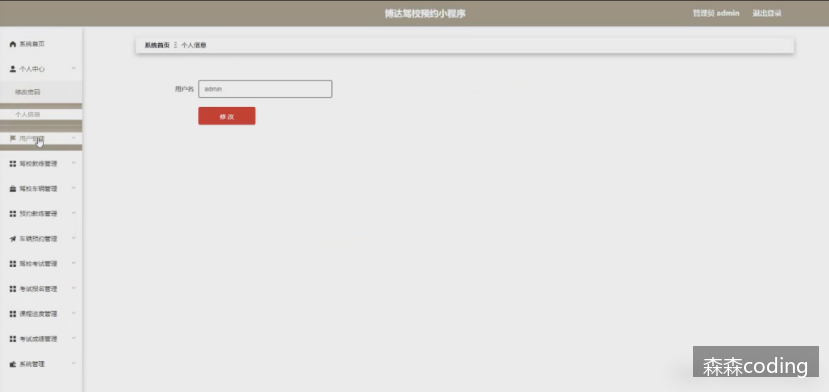 博达驾校预约小程序
管理员 admin
退出登录
系统首页
个人中心
修改密码
个人信息
用户管理
驾校教练管理
驾校车辆管理
预约教练管理
车辆预约管理
驾校考试管理
考试报名管理
课程进度管理
考试成绩管理
系统管理
系统首页 个人信息
用户名 admin
修改
森森coding